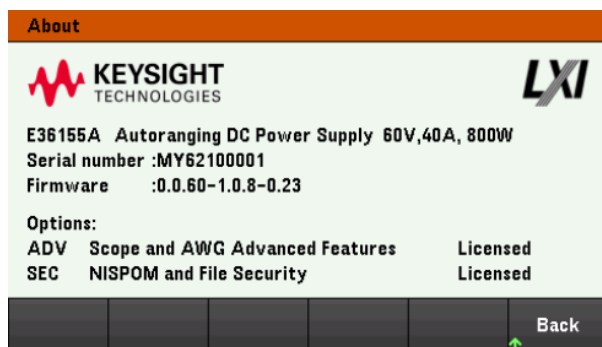 About
KEYSIGHT
TECHNOLOGIES
LXI
E36155A Autoranging DC Power Supply 60V,40A, 800W
Serial number :MY62100001
Firmware :0.0.60-1.0.8-0.23
Options:
ADV Scope and AWG Advanced Features Licensed
SEC NISPOM and File Security Licensed
Back